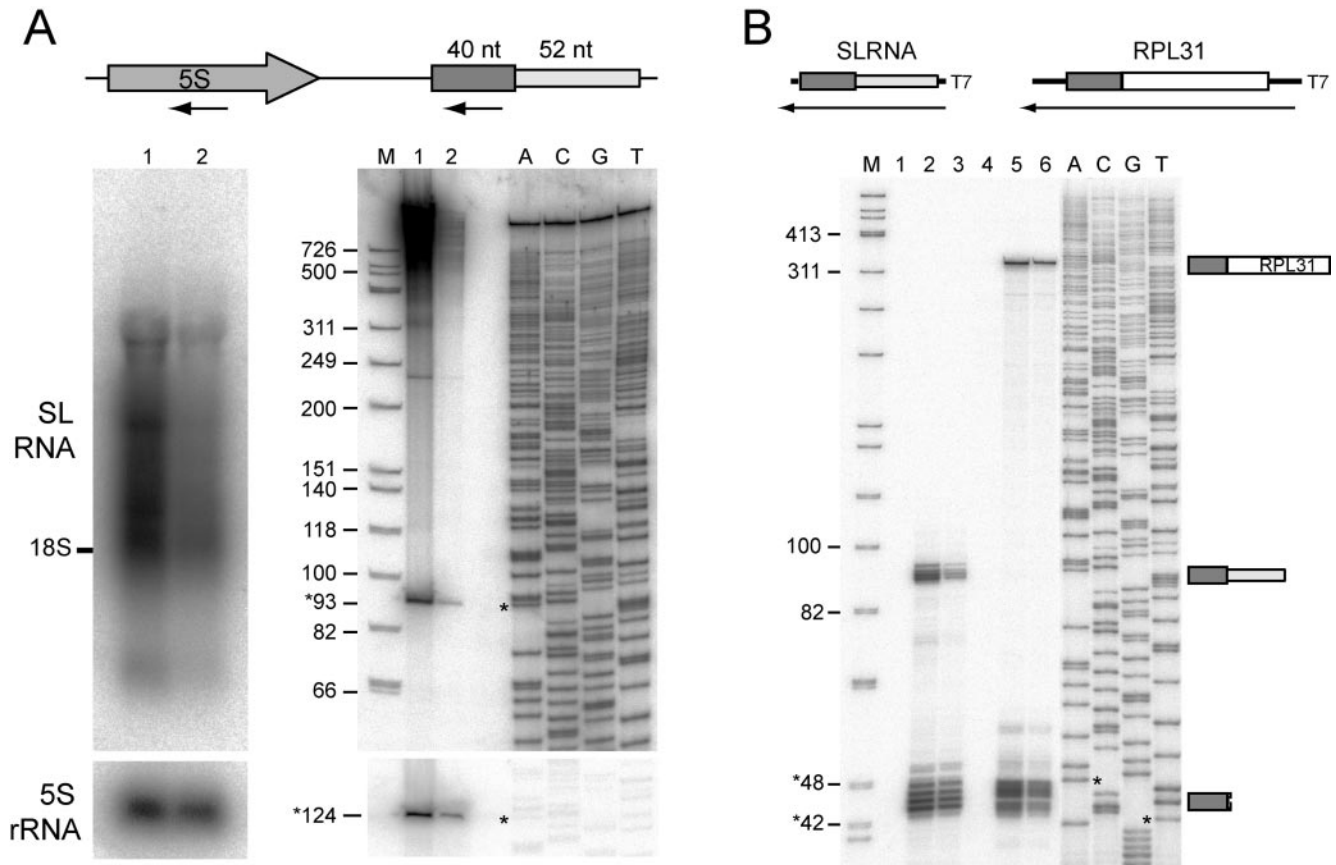 A
5S
40 nt
52 nt
1 2
M 1 2 A C G T
SL
RNA
18S
726
500
311
249
200
151
140
118
100
*93
*
82
66
5S
rRNA
*124
*
B
SLRNA
T7
RPL31
T7
M 1 2 3 4 5 6 A C G T
413
311
RPL31
100
82
*48
*
*42
*